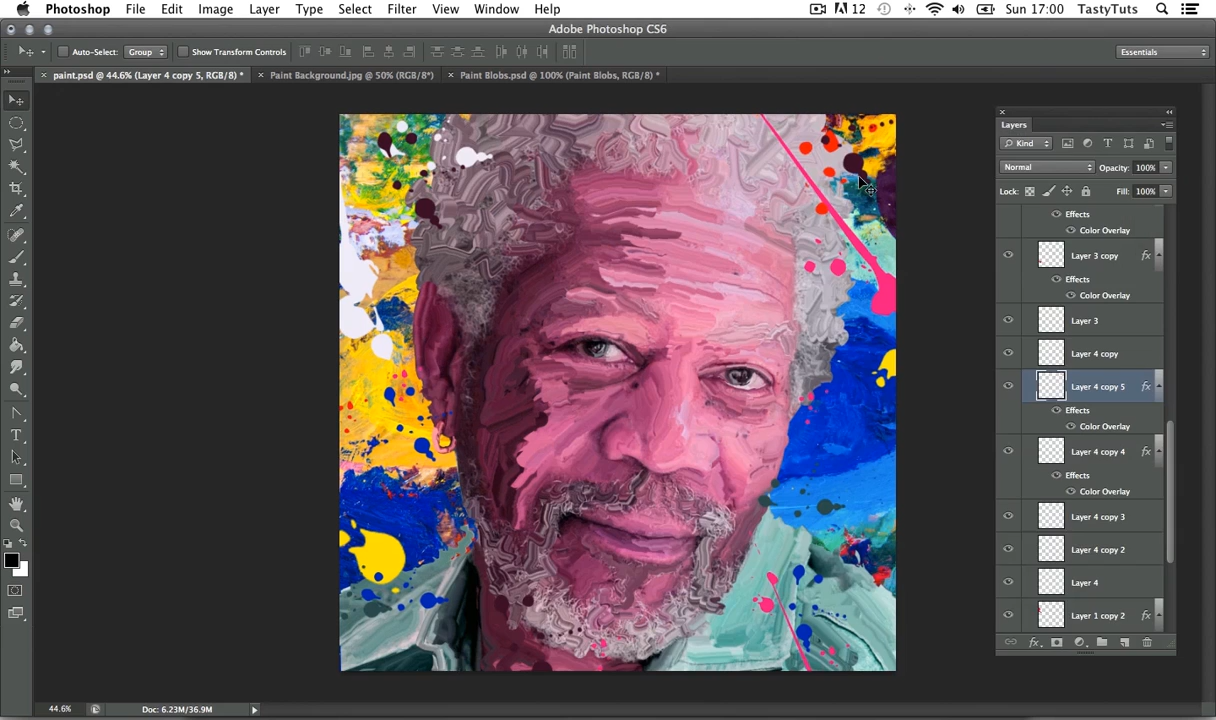 Photoshop File Edit Image Layer Type Select Filter View Window Help 12 Sun 17:00 TastyTuts
Adobe Photoshop CS6
Auto-Select: Group Show Transform Controls Essentials
paint.psd @ 44.6% (Layer 4 copy 5, RGB/8) * Paint Background.jpg @ 50% (RGB/8*) Paint Blobs.psd @ 100% (Paint Blobs, RGB/8) *
Layers
Kind
Normal Opacity: 100%
Lock: Fill: 100%
Effects
Color Overlay
Layer 3 copy fx
Effects
Color Overlay
Layer 3
Layer 4 copy
Layer 4 copy 5 fx
Effects
Color Overlay
Layer 4 copy 4 fx
Effects
Color Overlay
Layer 4 copy 3
Layer 4 copy 2
Layer 4
Layer 1 copy 2 fx
fx
44.6% Doc: 6.23M/36.9M